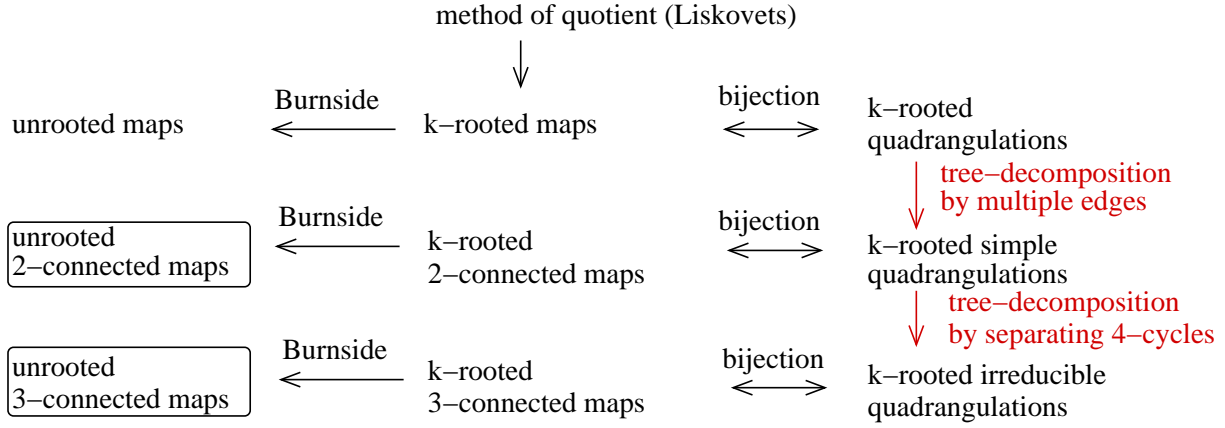 method of quotient (Liskovets)
Burnside
bijection
unrooted maps
k−rooted maps
k−rooted
quadrangulations
tree−decomposition
by multiple edges
Burnside
bijection
unrooted
2−connected maps
k−rooted
2−connected maps
k−rooted simple
quadrangulations
tree−decomposition
by separating 4−cycles
Burnside
bijection
unrooted
3−connected maps
k−rooted
3−connected maps
k−rooted irreducible
quadrangulations